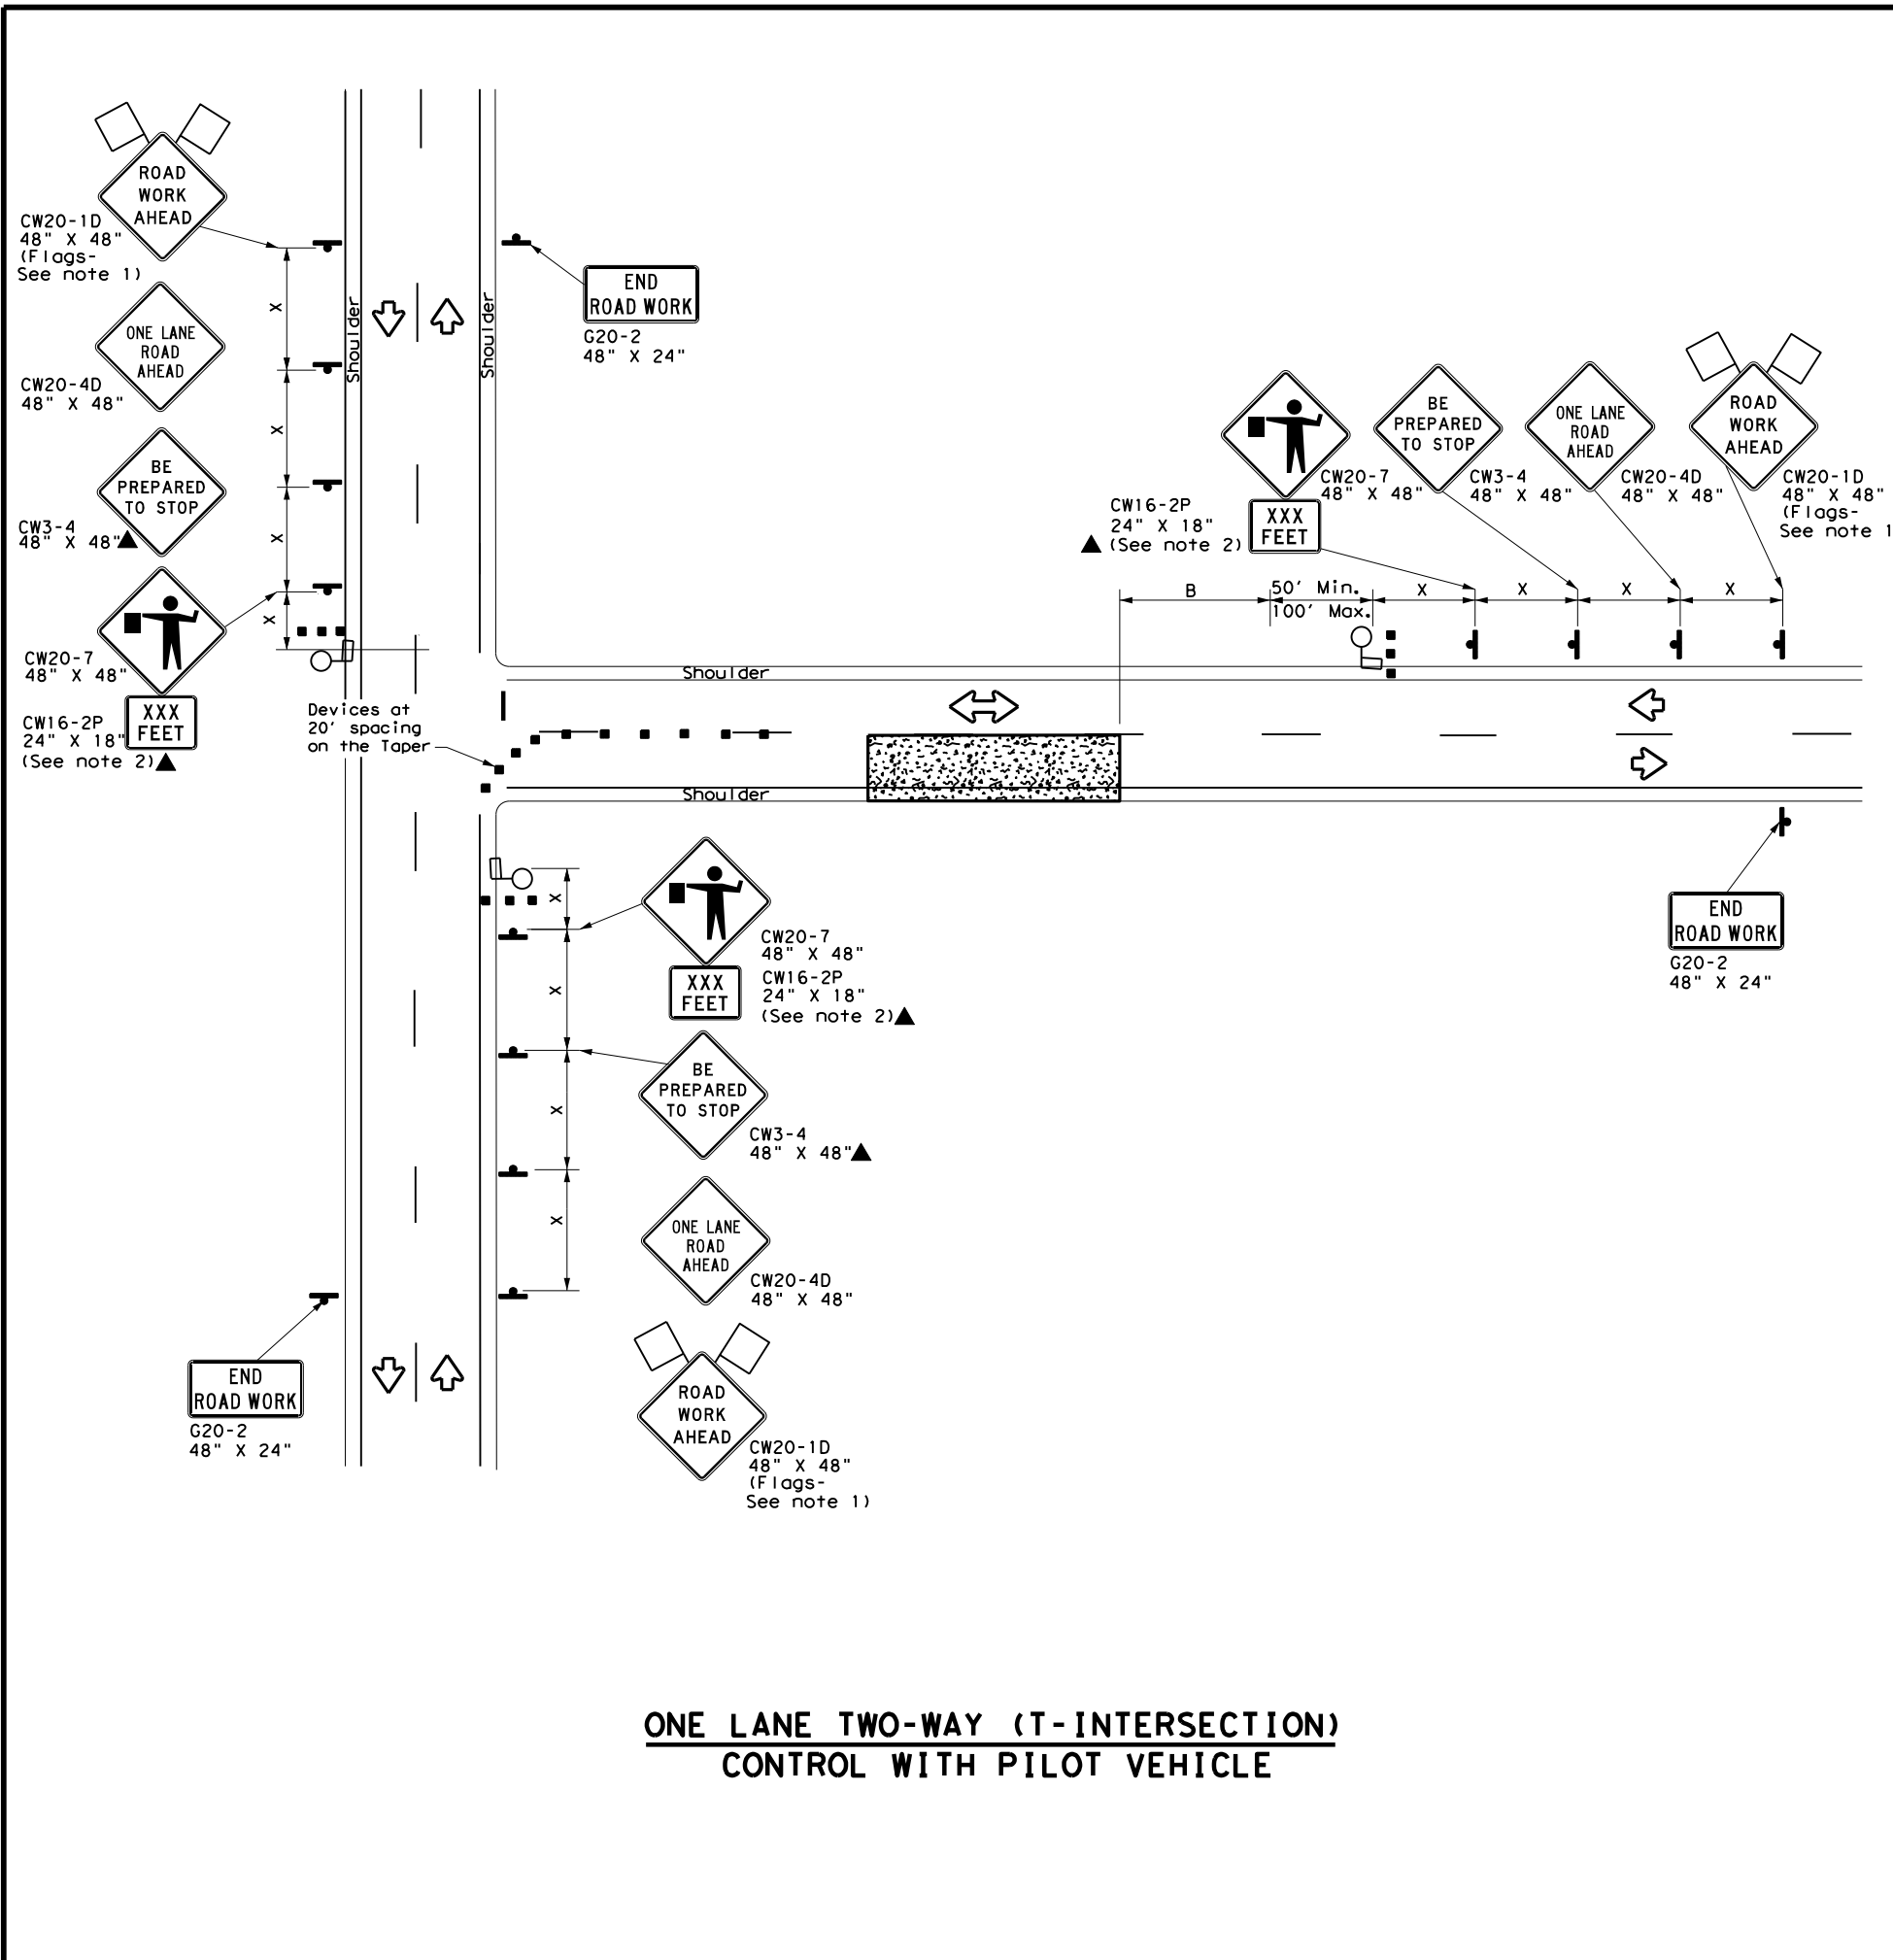 ROAD
WORK
AHEAD
CW20-1D
48" X 48"
(Flags-
See note 1)
X
Shoulder
Shoulder
END
ROAD WORK
G20-2
48" X 24"
ONE LANE
ROAD
AHEAD
CW20-4D
48" X 48"
X
BE
PREPARED
TO STOP
CW3-4
48" X 48"▲
X
CW20-7
48" X 48"
X
XXX
FEET
CW16-2P
24" X 18"
(See note 2)▲
Devices at
20' spacing
on the Taper
CW16-2P
24" X 18"
▲ (See note 2)
XXX
FEET
CW20-7
48" X 48"
BE
PREPARED
TO STOP
CW3-4
48" X 48"
ONE LANE
ROAD
AHEAD
CW20-4D
48" X 48"
ROAD
WORK
AHEAD
CW20-1D
48" X 48"
(Flags-
See note 1
B
50' Min.
100' Max.
X
X
X
X
Shoulder
Shoulder
END
ROAD WORK
G20-2
48" X 24"
X
CW20-7
48" X 48"
XXX
FEET
CW16-2P
24" X 18"
(See note 2)▲
X
BE
PREPARED
TO STOP
CW3-4
48" X 48"▲
X
ONE LANE
ROAD
AHEAD
CW20-4D
48" X 48"
X
ROAD
WORK
AHEAD
CW20-1D
48" X 48"
(Flags-
See note 1)
END
ROAD WORK
G20-2
48" X 24"
ONE LANE TWO-WAY (T-INTERSECTION)
CONTROL WITH PILOT VEHICLE